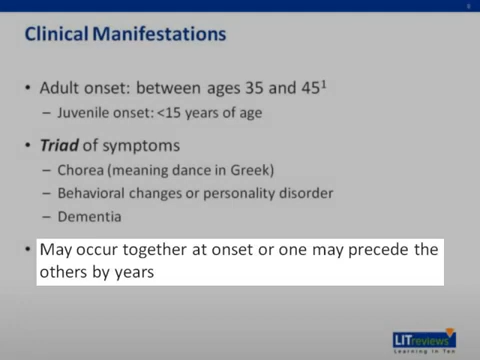 Clinical Manifestations
• Adult onset: between ages 35 and 45¹
– Juvenile onset: <15 years of age
• Triad of symptoms
– Chorea (meaning dance in Greek)
– Behavioral changes or personality disorder
– Dementia
• May occur together at onset or one may precede the
others by years
LITreviews
Learning in Ten